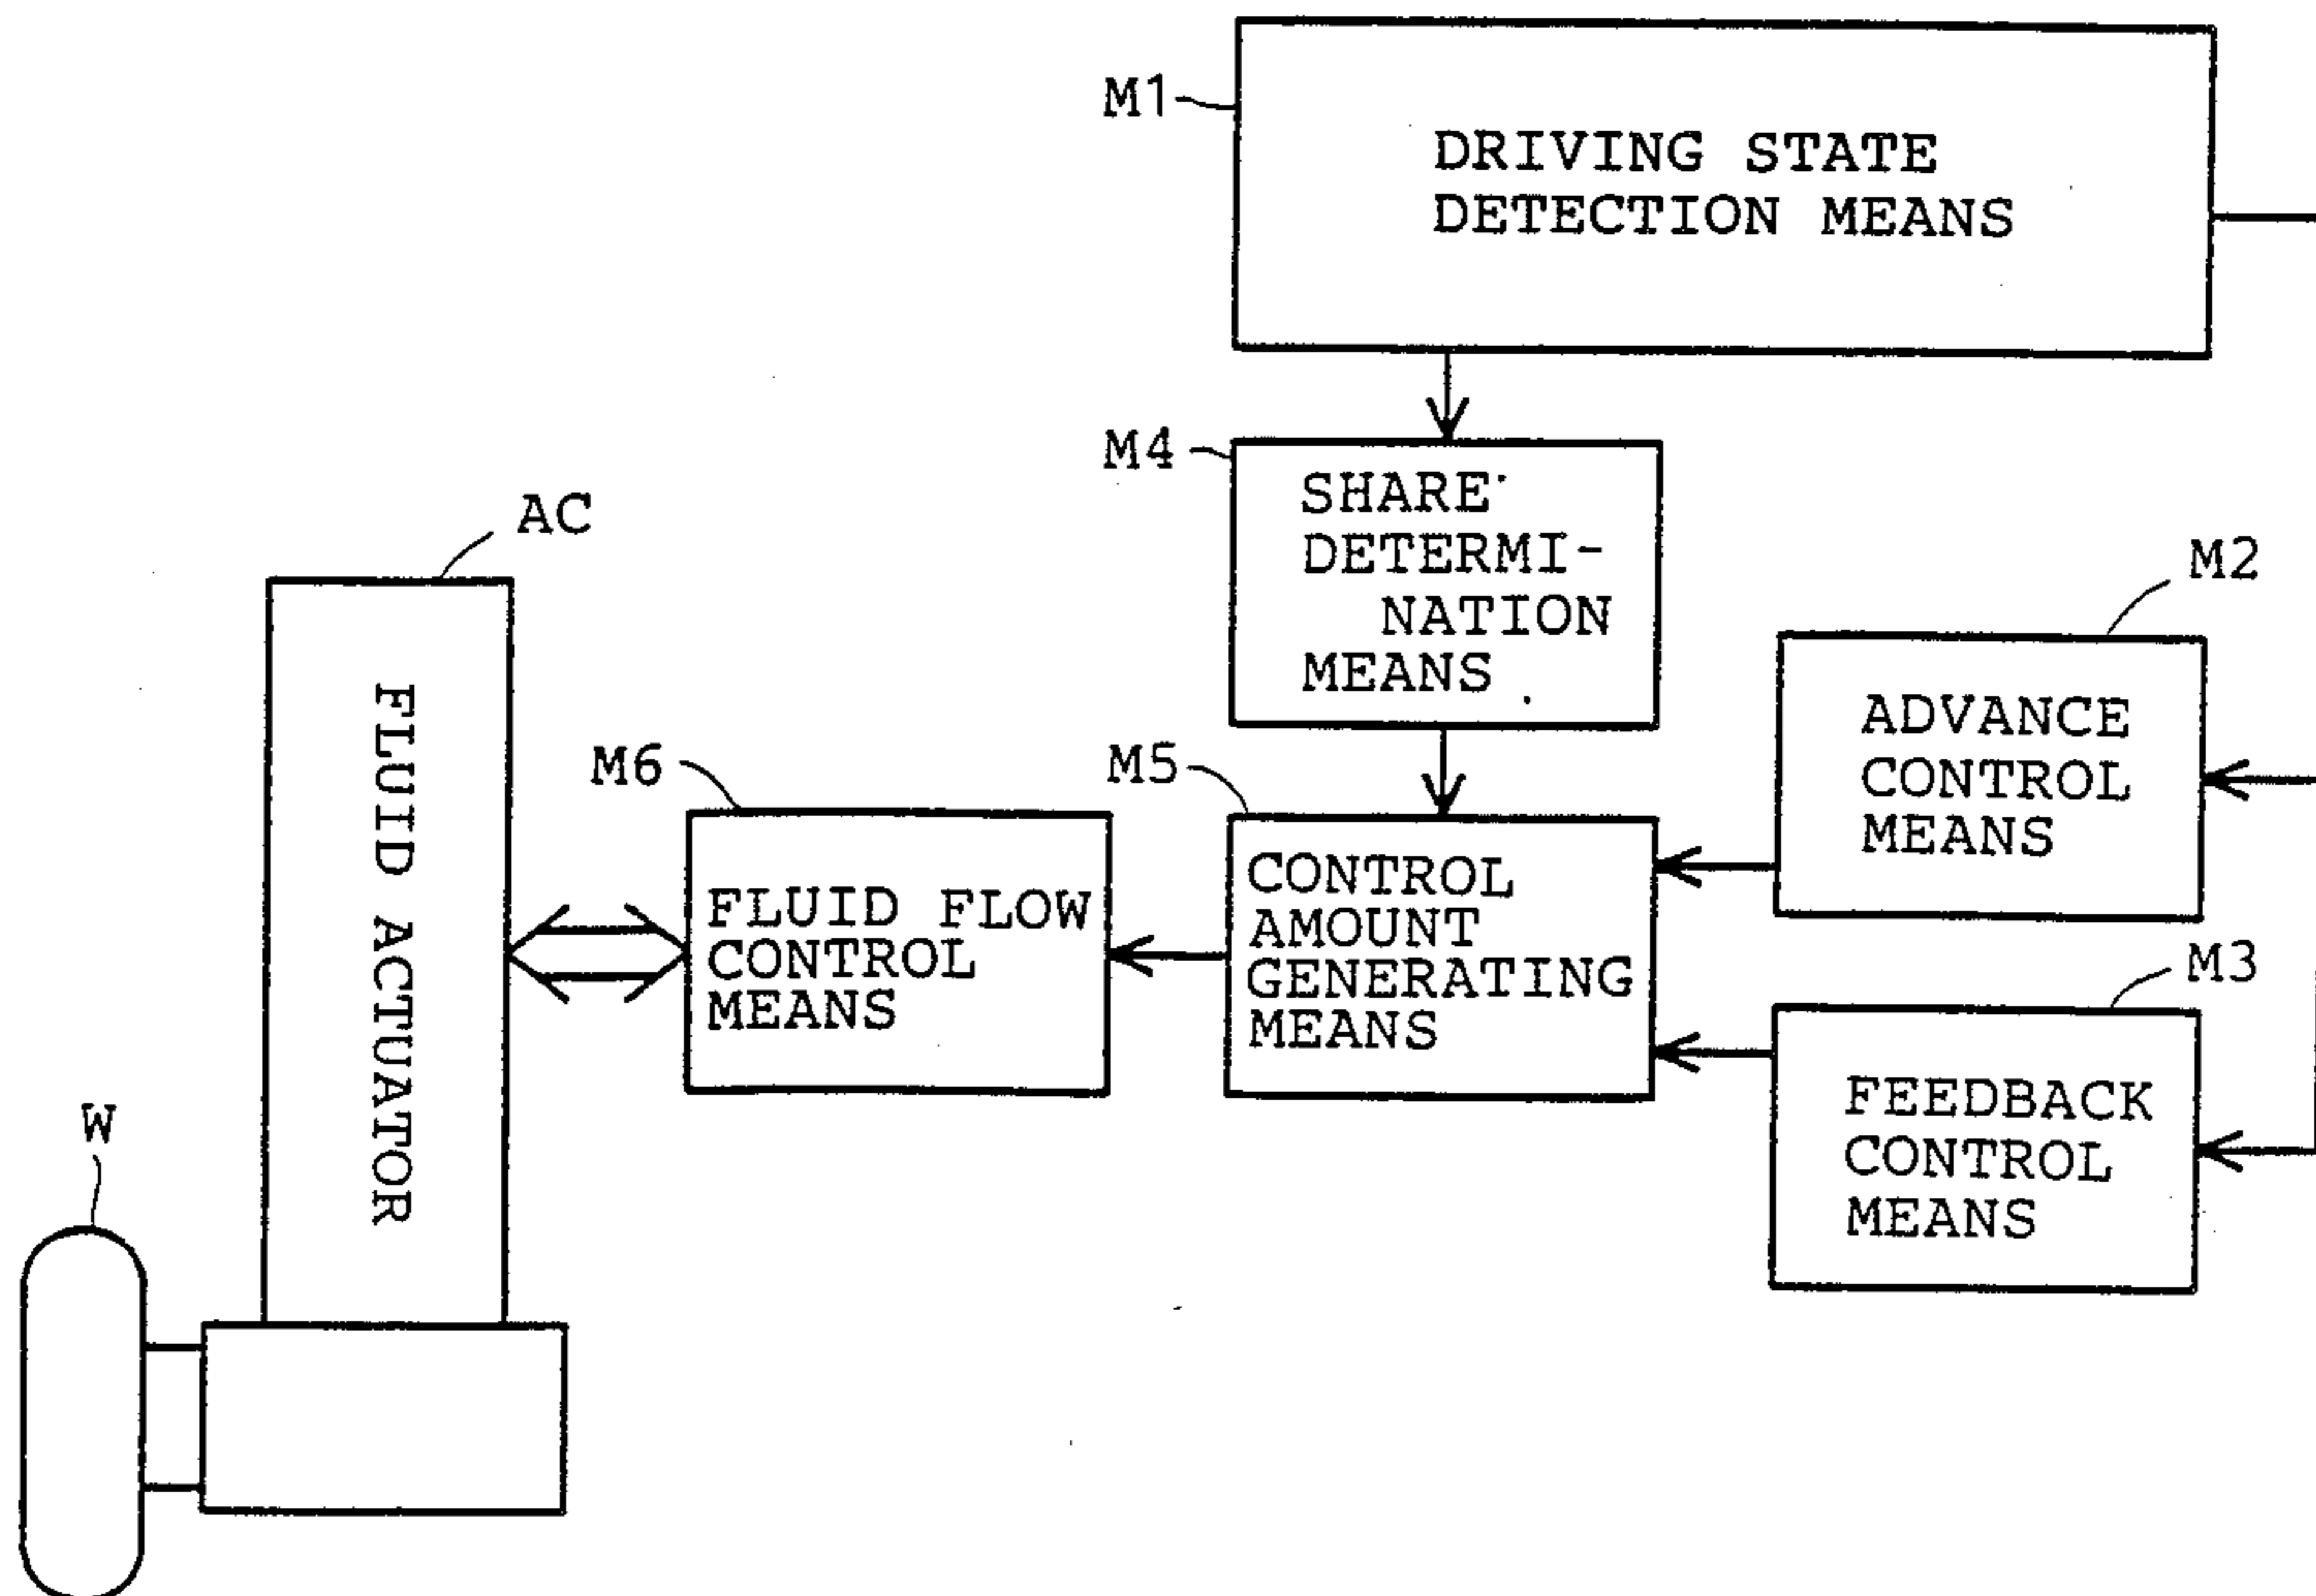 M1
DRIVING STATE
DETECTION MEANS
M4
SHARE
DETERMI-
NATION
MEANS
AC
FLUID ACTUATOR
M2
ADVANCE
CONTROL
MEANS
M6
FLUID FLOW
CONTROL
MEANS
M5
CONTROL
AMOUNT
GENERATING
MEANS
M3
FEEDBACK
CONTROL
MEANS
W